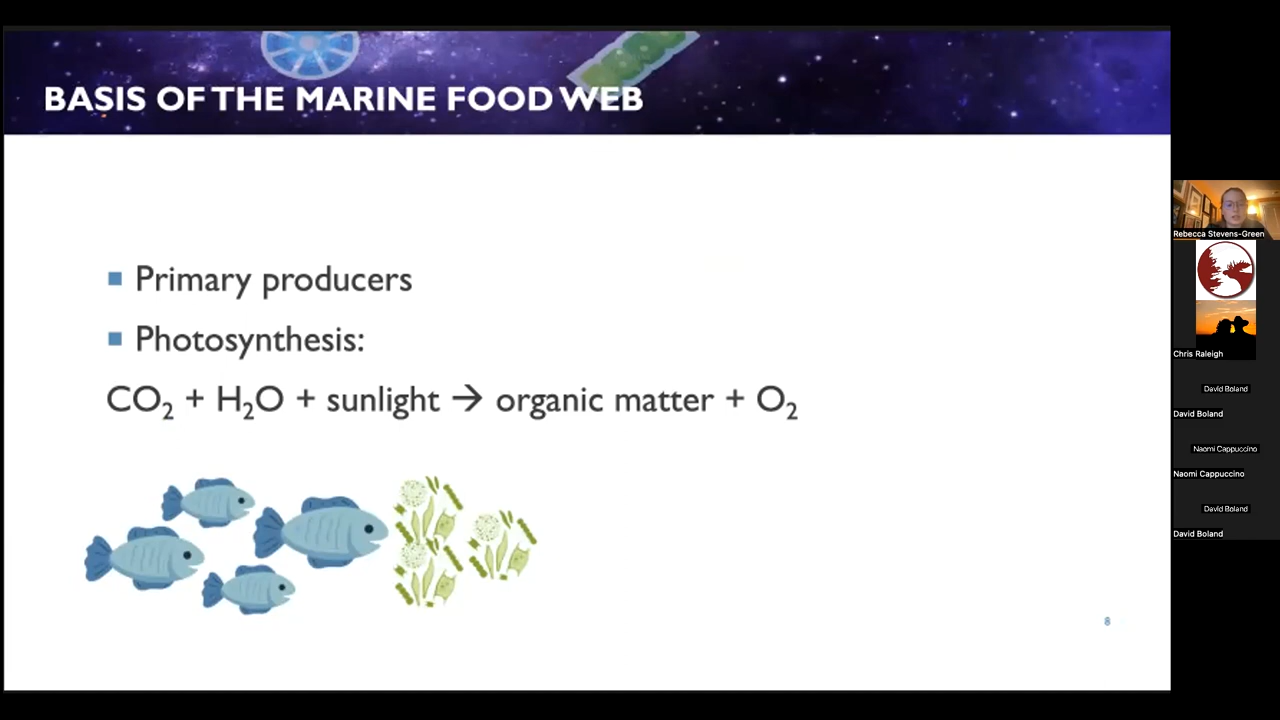 BASIS OF THE MARINE FOOD WEB
Primary producers
Photosynthesis:
CO₂ + H₂O + sunlight → organic matter + O₂
8
Rebecca Stevens-Green
Chris Raleigh
David Boland
David Boland
Naomi Cappuccino
Naomi Cappuccino
David Boland
David Boland